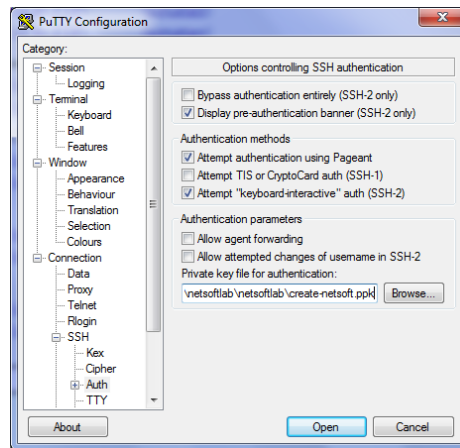 PuTTY Configuration
Category:
Session
Logging
Terminal
Keyboard
Bell
Features
Window
Appearance
Behaviour
Translation
Selection
Colours
Connection
Data
Proxy
Telnet
Rlogin
SSH
Kex
Cipher
Auth
TTY
Options controlling SSH authentication
Bypass authentication entirely (SSH-2 only)
Display pre-authentication banner (SSH-2 only)
Authentication methods
Attempt authentication using Pageant
Attempt TIS or CryptoCard auth (SSH-1)
Attempt "keyboard-interactive" auth (SSH-2)
Authentication parameters
Allow agent forwarding
Allow attempted changes of username in SSH-2
Private key file for authentication:
\netsoftlab\netsoftlab\create-netsoft.ppk Browse...
About Open Cancel